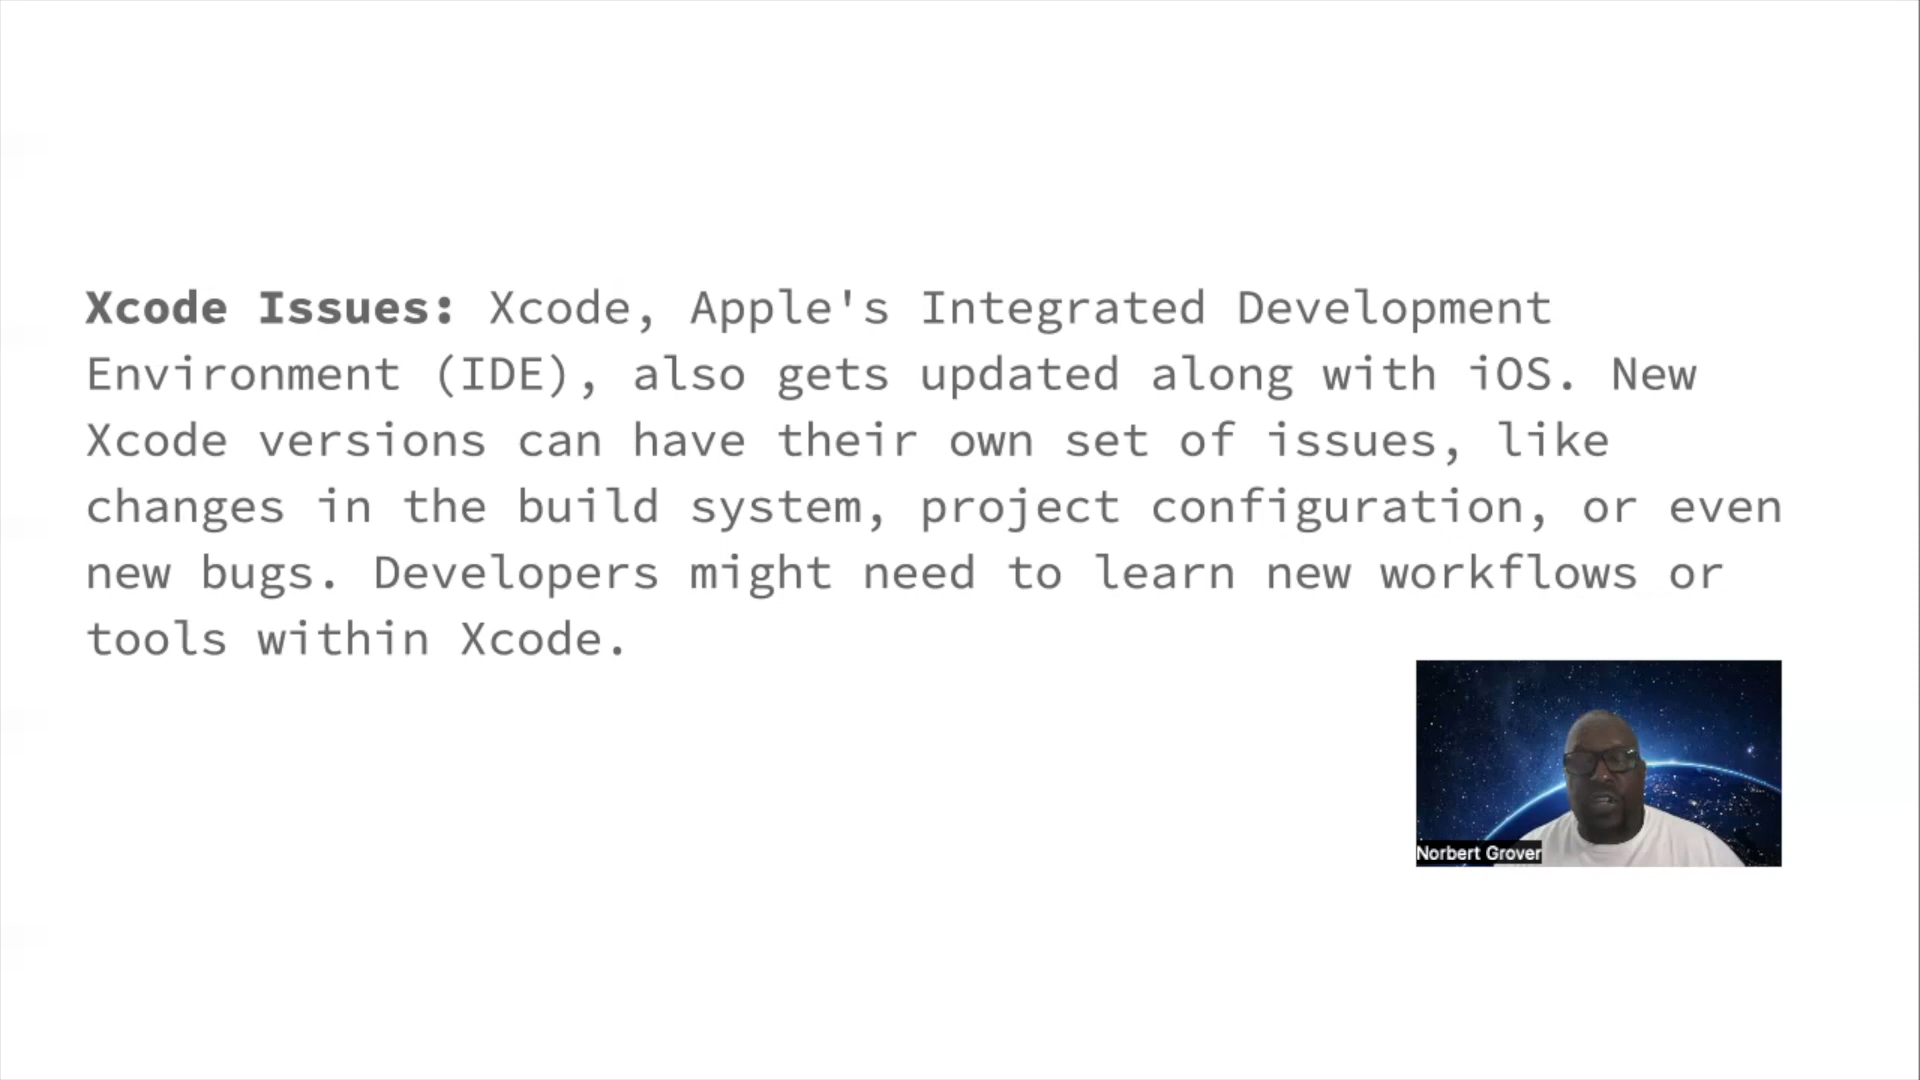 Xcode Issues: Xcode, Apple's Integrated Development
Environment (IDE), also gets updated along with iOS. New
Xcode versions can have their own set of issues, like
changes in the build system, project configuration, or even
new bugs. Developers might need to learn new workflows or
tools within Xcode.
Norbert Grover